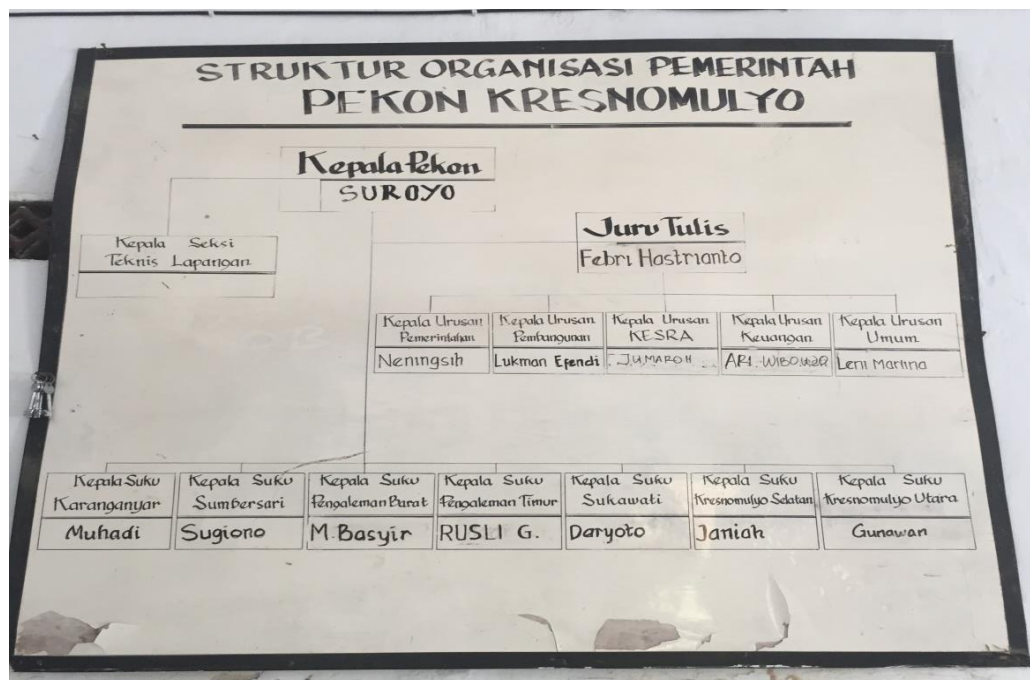 STRUKTUR ORGANISASI PEMERINTAH
PEKON KRESNOMULYO
Kepala Pekon
SUROYO
Kepala Seksi
Teknis Lapangan
Juru Tulis
Febri Hastrianto
Kepala Urusan
Pemerintahan
Neningsih
Kepala Urusan
Pembangunan
Lukman Efendi
Kepala Urusan
KESRA
JUMAROH
Kepala Urusan
Keuangan
ARI WIBOWO
Kepala Urusan
Umum
Leni Martina
Kepala Suku
Karanganyar
Muhadi
Kepala Suku
Sumbersari
Sugiono
Kepala Suku
Pengaleman Barat
M. Basyir
Kepala Suku
Pengaleman Timur
RUSLI G.
Kepala Suku
Sukawati
Daryoto
Kepala Suku
Kresnomulyo Selatan
Janiah
Kepala Suku
Kresnomulyo Utara
Gunawan